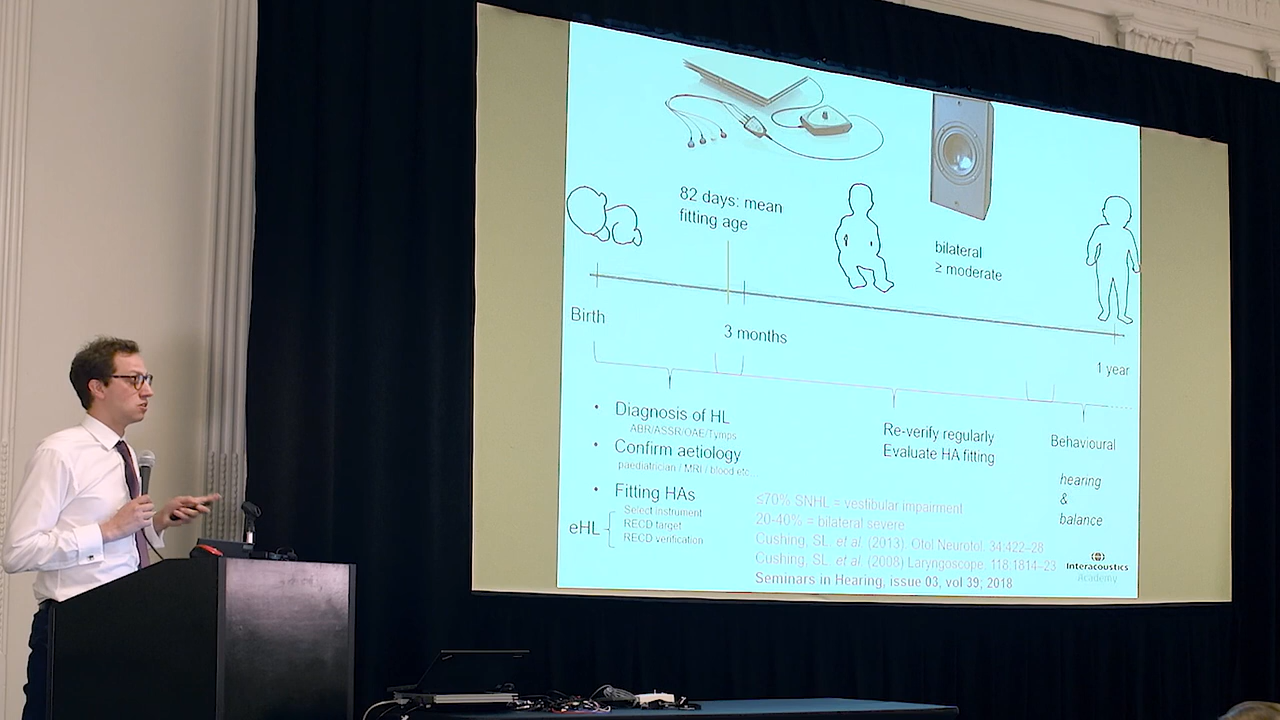 82 days: mean
fitting age
bilateral
≥ moderate
Birth
3 months
1 year
• Diagnosis of HL
ABR/ASSR/OAE/Tymps
• Confirm aetiology
paediatrician / MRI / blood etc...
• Fitting HAs
Select instrument
RECD target
RECD verification
eHL
Re-verify regularly
Evaluate HA fitting
Behavioural
hearing
&
balance
≤70% SNHL = vestibular impairment
20-40% = bilateral severe
Cushing, SL et al. (2013). Otol Neurotol. 34:422–28
Cushing, SL et al. (2008) Laryngoscope. 118:1814–23
Seminars in Hearing, issue 03, vol 39; 2018
Interacoustics
Academy